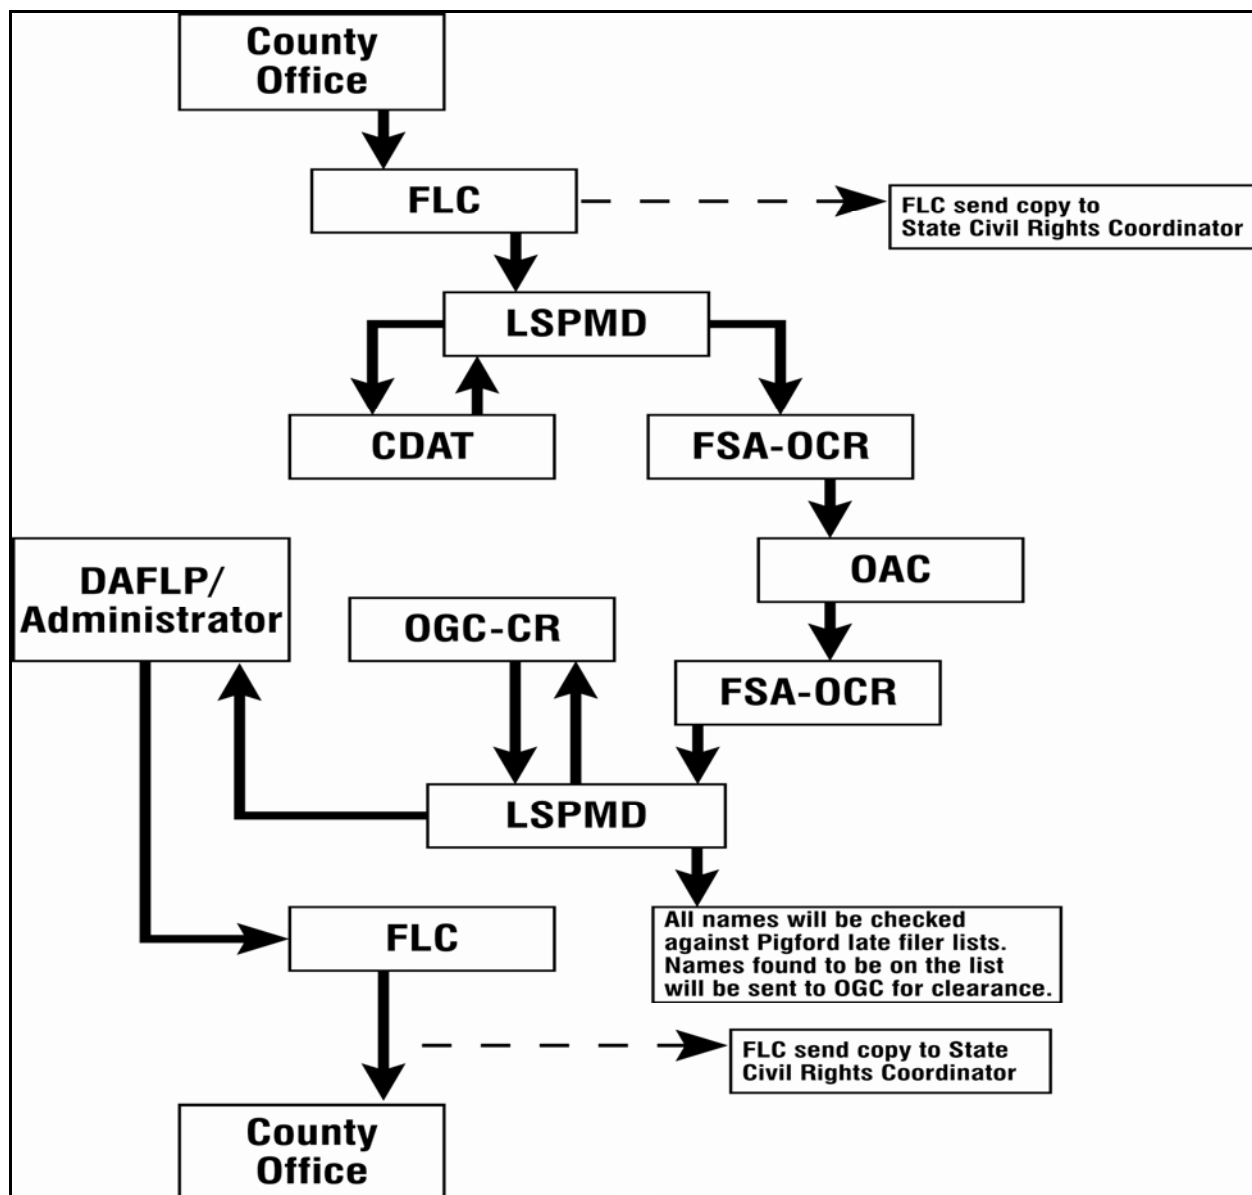 County
Office
FLC
FLC send copy to
State Civil Rights Coordinator
LSPMD
CDAT
FSA-OCR
OAC
DAFLP/
Administrator
OGC-CR
FSA-OCR
LSPMD
All names will be checked
against Pigford late filer lists.
Names found to be on the list
will be sent to OGC for clearance.
FLC
FLC send copy to State
Civil Rights Coordinator
County
Office